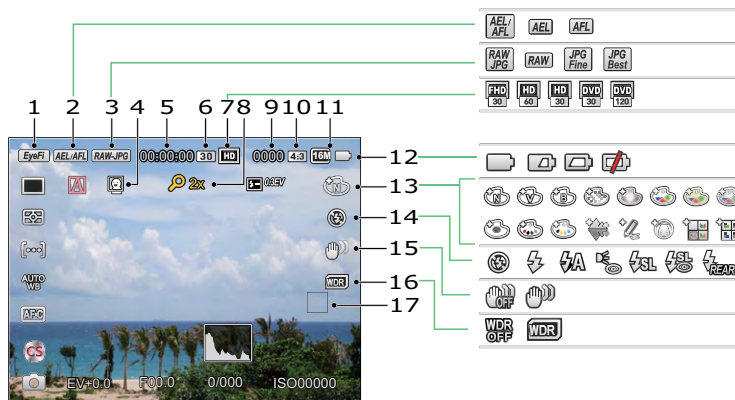 AEL/ AFL AEL AFL
RAW JPG RAW JPG Fine JPG Best
FHD 30 HD 60 HD 30 DVD 30 DVD 120
1 2 3 4 5 6 7 8 9 10 11
EyeFi AEL/AFL RAW-JPG 00:00:00 30 HD 0000 4:3 16M
12
2x 0.3EV
N
13
N V B
14
15
AUTO WB
SL SL REAR
A
16
WDR
OFF
17
AF-C
WDR OFF WDR
CS
EV+0.0 F00.0 0/000 ISO00000